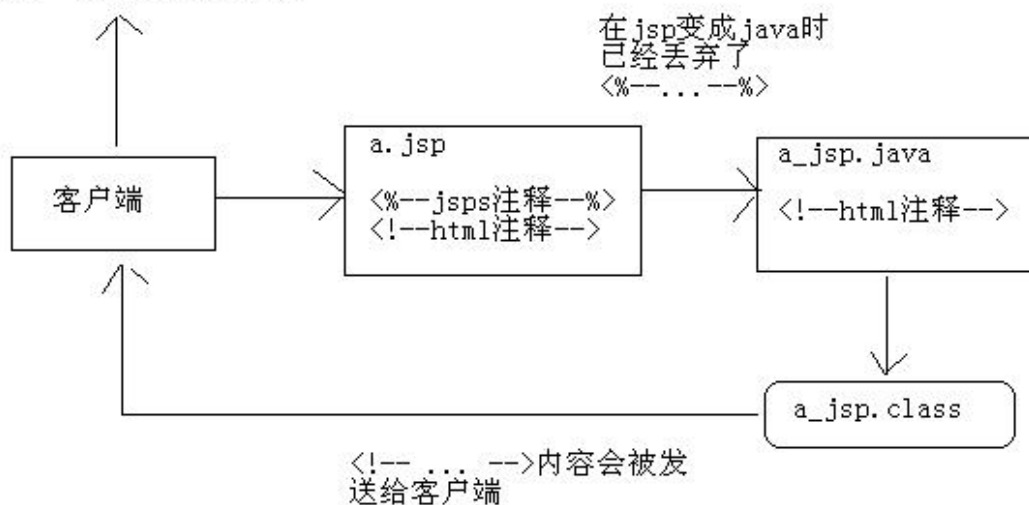 在jsp变成java时
已经丢弃了
<%--...--%>
客户端
a.jsp
<%--jsps注释--%>
<!--html注释-->
a_jsp.java
<!--html注释-->
a_jsp.class
<!-- ... -->内容会被发
送给客户端